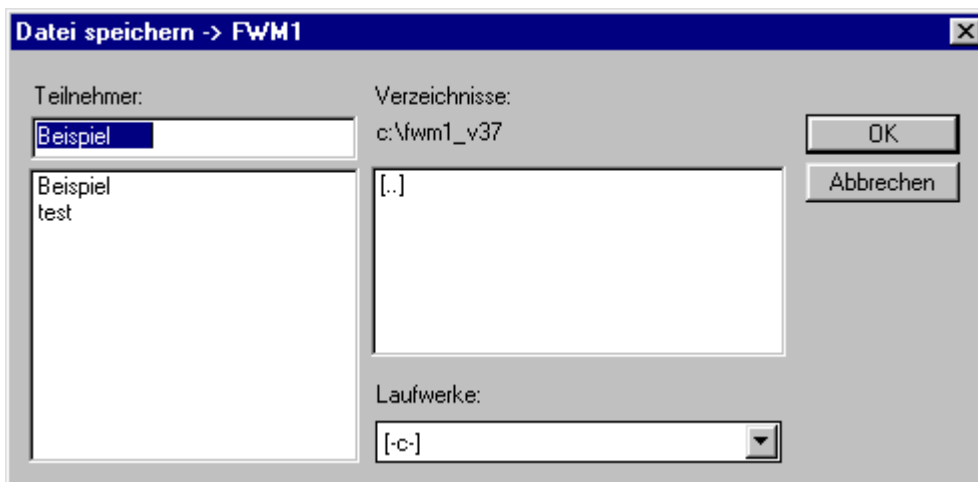 Datei speichern -> FWM1
Teilnehmer:
Beispiel
Beispiel
test
Verzeichnisse:
c:\fwm1_v37
[..]
Laufwerke:
[-c-]
OK
Abbrechen